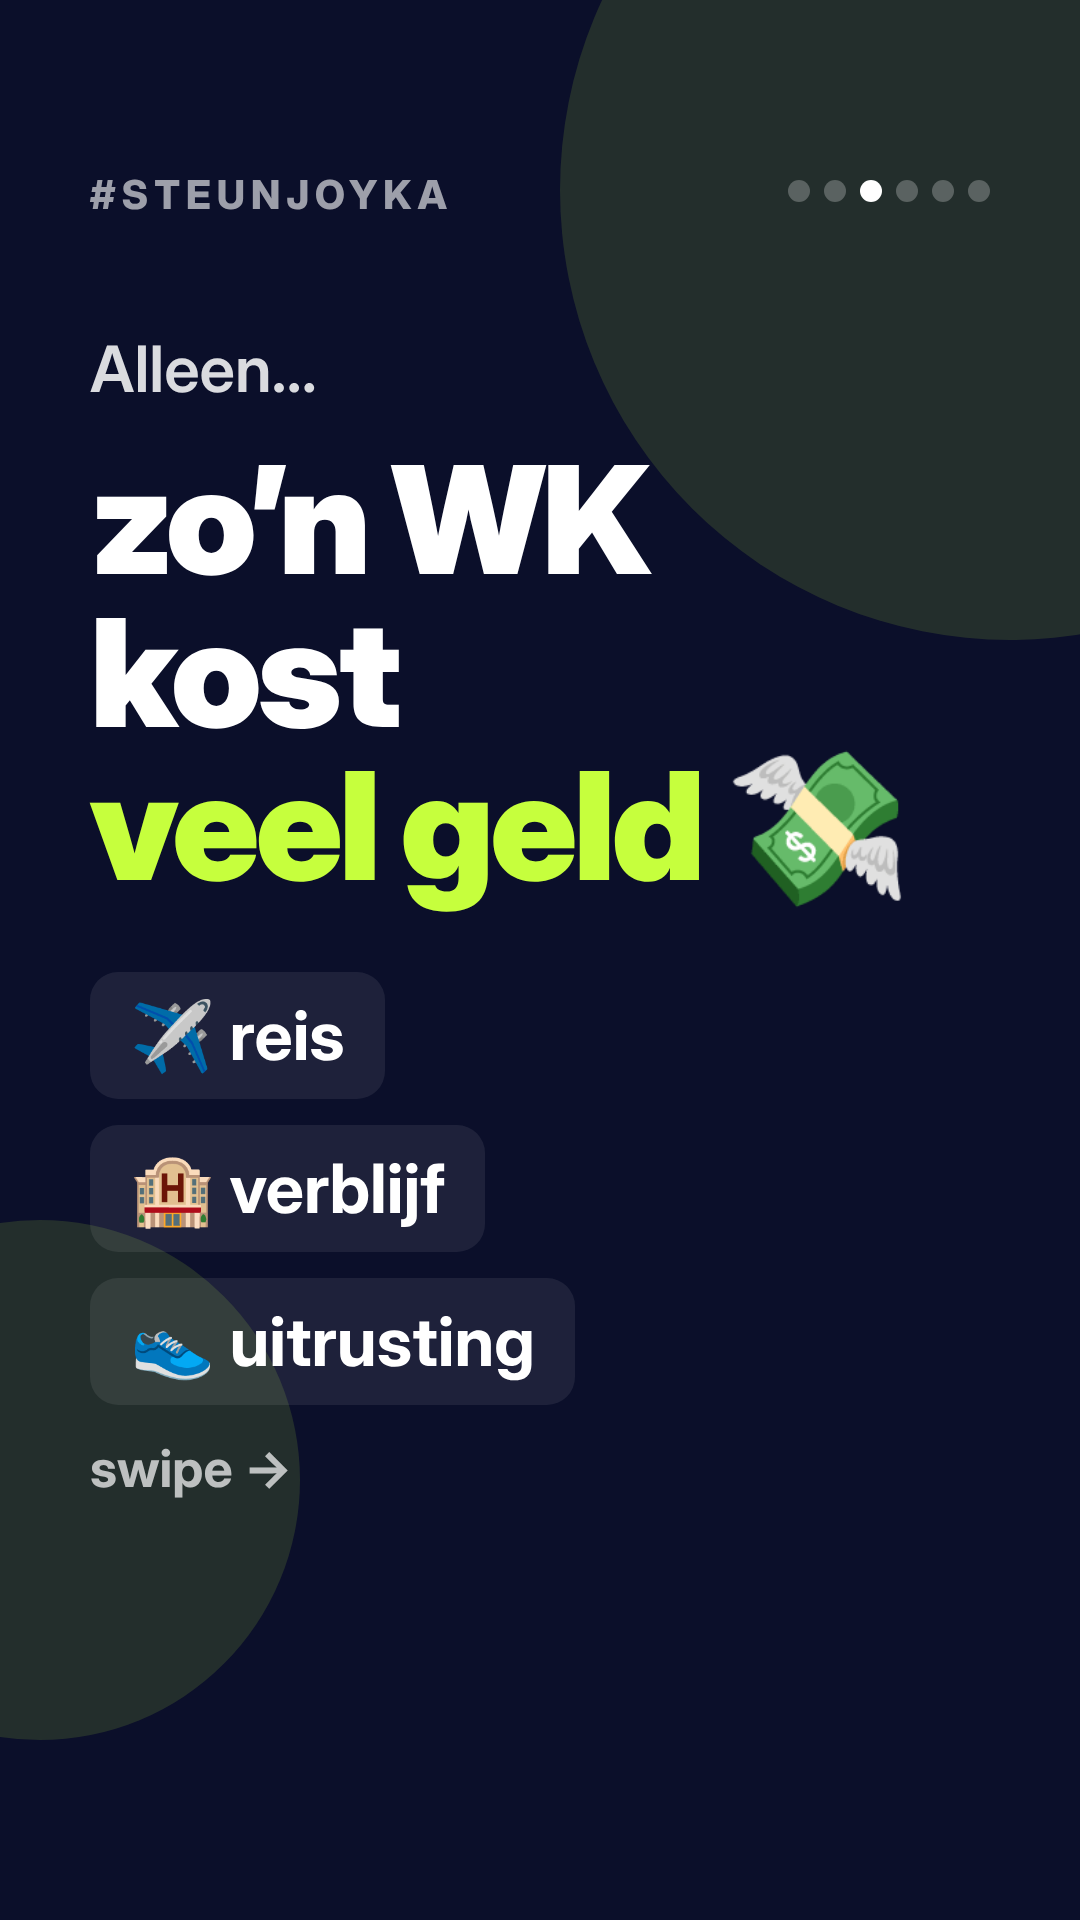 #STEUNJOYKA
Alleen...
zo'n WK
kost
veel geld 💸
✈️ reis
🏨 verblijf
👟 uitrusting
swipe →